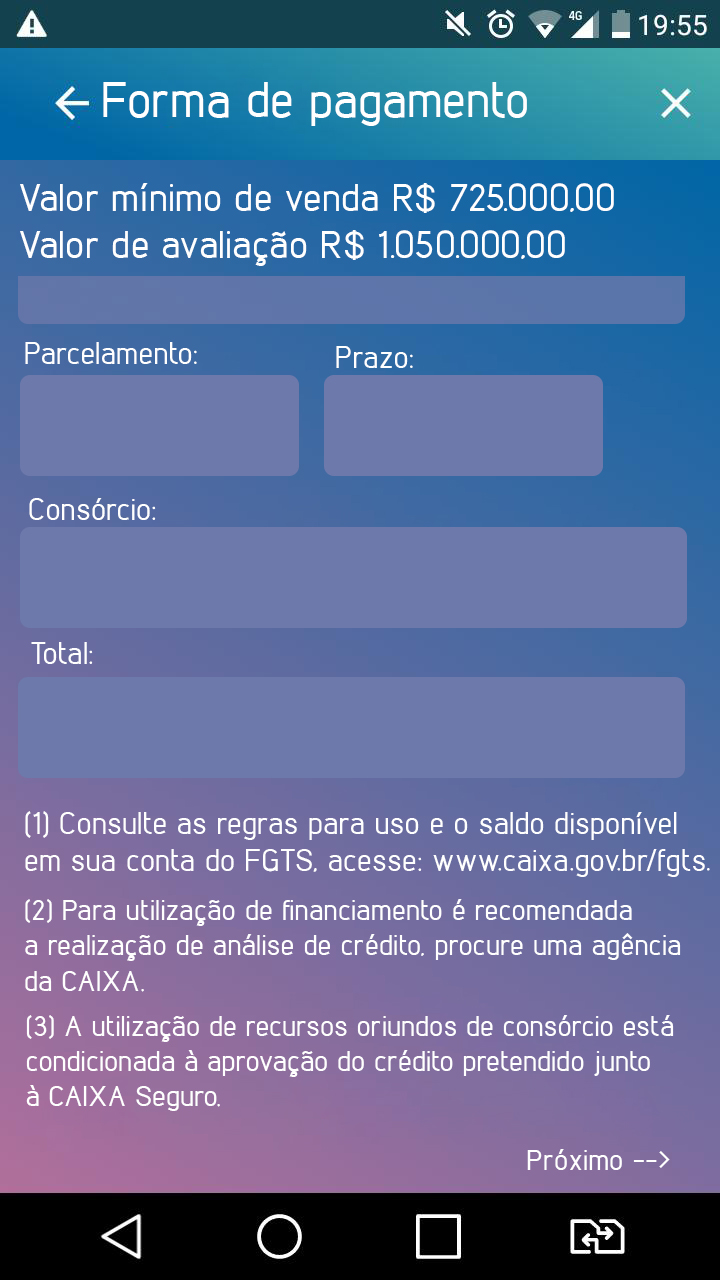 4G 19:55
Forma de pagamento
Valor mínimo de venda R$ 725.000,00
Valor de avaliação R$ 1.050.000,00
Parcelamento: Prazo:
Consórcio:
Total:
(1) Consulte as regras para uso e o saldo disponível
em sua conta do FGTS, acesse: www.caixa.gov.br/fgts.
(2) Para utilização de financiamento é recomendada
a realização de análise de crédito, procure uma agência
da CAIXA.
(3) A utilização de recursos oriundos de consórcio está
condicionada à aprovação do crédito pretendido junto
à CAIXA Seguro.
Próximo -->